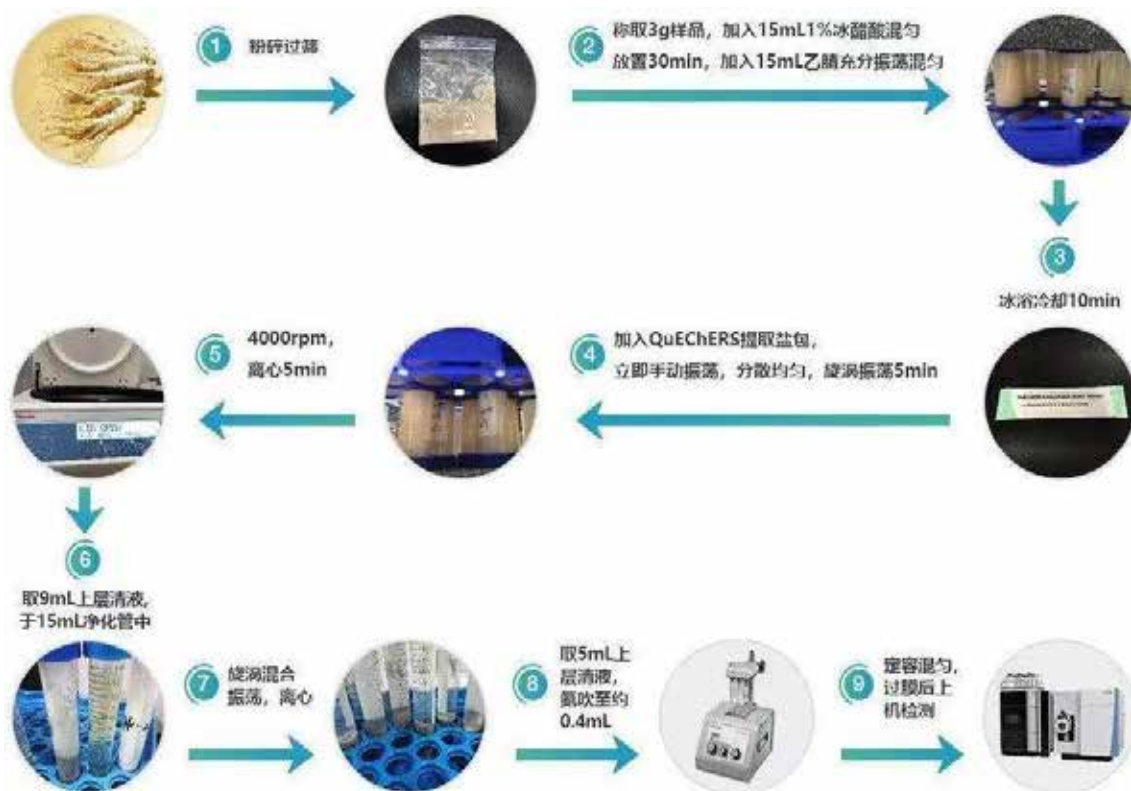 1
粉碎过筛
2
称取3g样品，加入15mL1%冰醋酸混匀
放置30min，加入15mL乙腈充分振荡混匀
3
冰浴冷却10min
4
加入QuEChERS提取盐包，
立即手动振荡，分散均匀，旋涡振荡5min
5
4000rpm，
离心5min
6
取9mL上层清液，
于15mL净化管中
7
旋涡混合
振荡，离心
8
取5mL上
层清液，
氮吹至约
0.4mL
9
定容混匀，
过膜后上
机检测